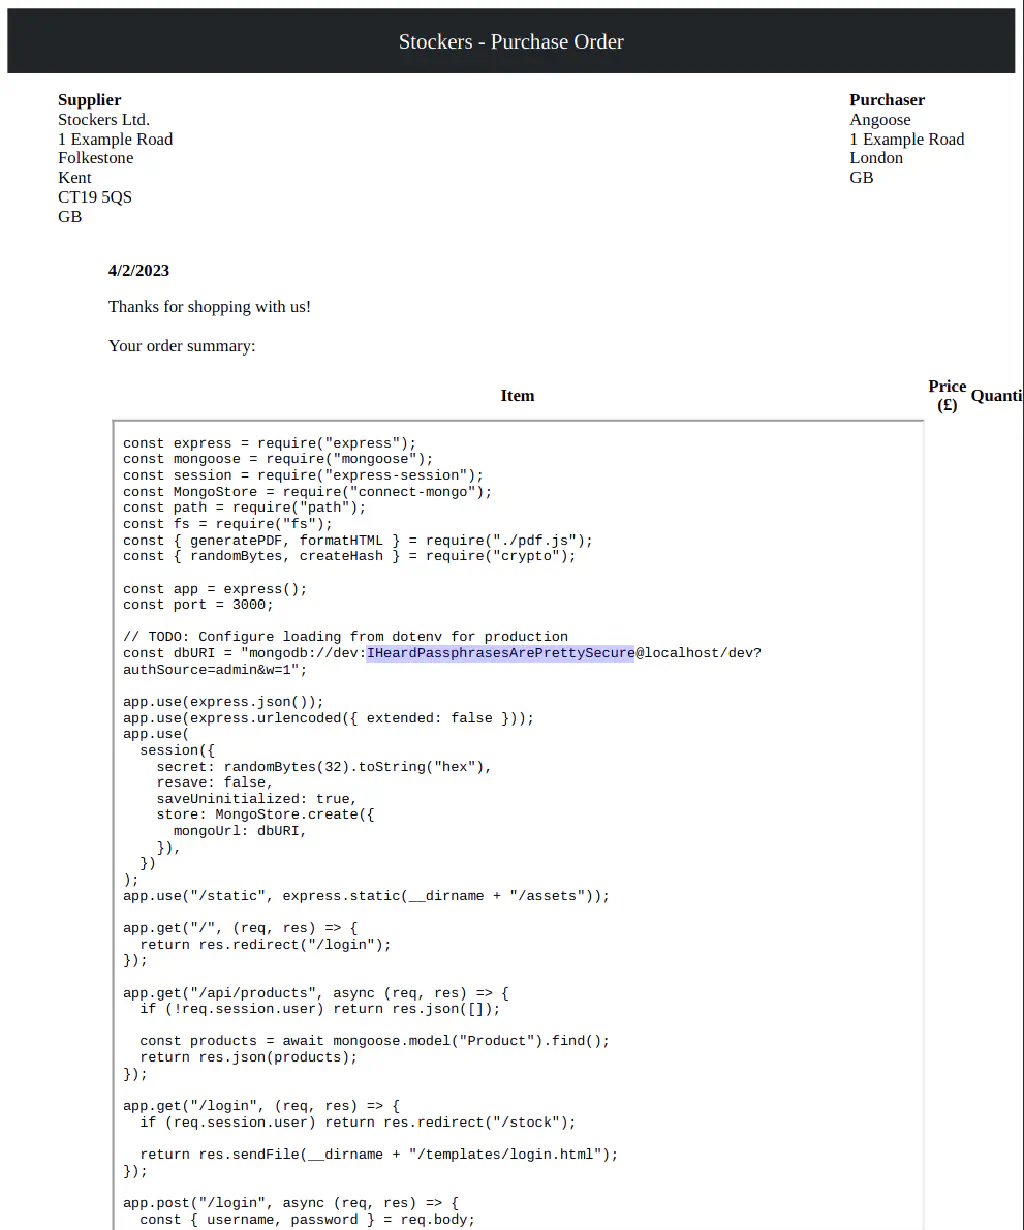 Stockers - Purchase Order
Supplier
Stockers Ltd.
1 Example Road
Folkestone
Kent
CT19 5QS
GB
Purchaser
Angoose
1 Example Road
London
GB
4/2/2023
Thanks for shopping with us!
Your order summary:
Item Price (£) Quanti
const express = require("express");
const mongoose = require("mongoose");
const session = require("express-session");
const MongoStore = require("connect-mongo");
const path = require("path");
const fs = require("fs");
const { generatePDF, formatHTML } = require("./pdf.js");
const { randomBytes, createHash } = require("crypto");

const app = express();
const port = 3000;

// TODO: Configure loading from dotenv for production
const dbURI = "mongodb://dev:IHeardPassphrasesArePrettySecure@localhost/dev?
authSource=admin&w=1";

app.use(express.json());
app.use(express.urlencoded({ extended: false }));
app.use(
  session({
    secret: randomBytes(32).toString("hex"),
    resave: false,
    saveUninitialized: true,
    store: MongoStore.create({
      mongoUrl: dbURI,
    }),
  })
);
app.use("/static", express.static(__dirname + "/assets"));

app.get("/", (req, res) => {
  return res.redirect("/login");
});

app.get("/api/products", async (req, res) => {
  if (!req.session.user) return res.json([]);

  const products = await mongoose.model("Product").find();
  return res.json(products);
});

app.get("/login", (req, res) => {
  if (req.session.user) return res.redirect("/stock");

  return res.sendFile(__dirname + "/templates/login.html");
});

app.post("/login", async (req, res) => {
  const { username, password } = req.body;